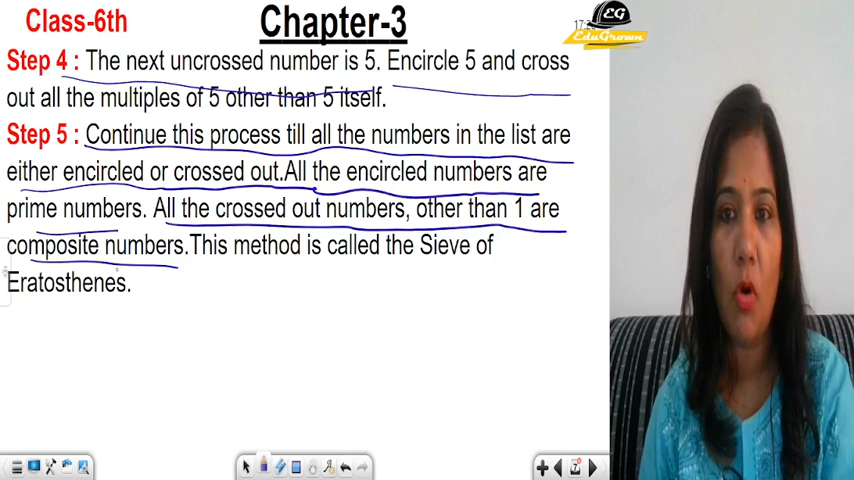 Class-6th
Chapter-3
EG
EduGrown
Step 4 : The next uncrossed number is 5. Encircle 5 and cross
out all the multiples of 5 other than 5 itself.
Step 5 : Continue this process till all the numbers in the list are
either encircled or crossed out.All the encircled numbers are
prime numbers. All the crossed out numbers, other than 1 are
composite numbers.This method is called the Sieve of
Eratosthenes.